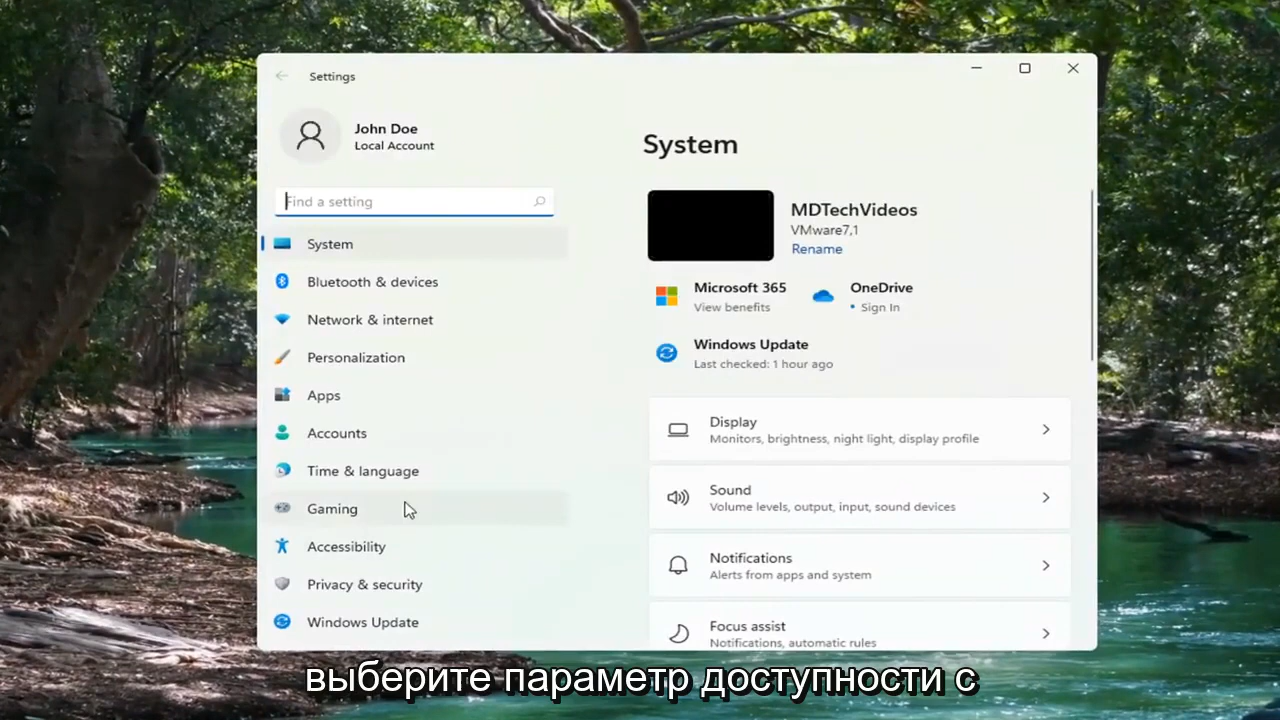 Settings
John Doe
Local Account
Find a setting
System
Bluetooth & devices
Network & internet
Personalization
Apps
Accounts
Time & language
Gaming
Accessibility
Privacy & security
Windows Update
System
MDTechVideos
VMware7,1
Rename
Microsoft 365
View benefits
OneDrive
• Sign In
Windows Update
Last checked: 1 hour ago
Display
Monitors, brightness, night light, display profile
Sound
Volume levels, output, input, sound devices
Notifications
Alerts from apps and system
Focus assist
Notifications, automatic rules
выберите параметр доступности с